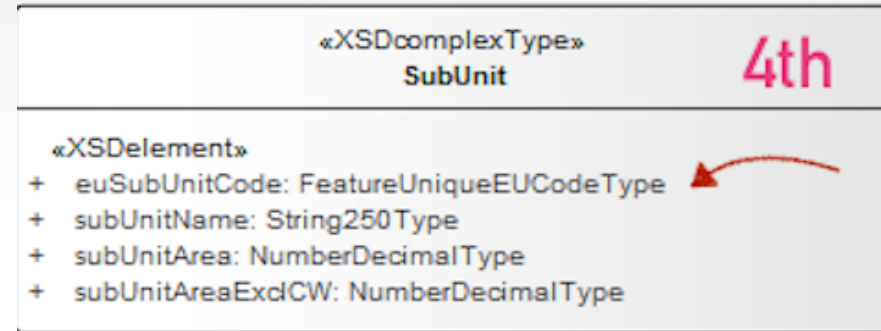 «XSDcomplexType»
SubUnit
4th
«XSDelement»
+ euSubUnitCode: FeatureUniqueEUCodeType
+ subUnitName: String250Type
+ subUnitArea: NumberDecimalType
+ subUnitAreaExclCW: NumberDecimalType